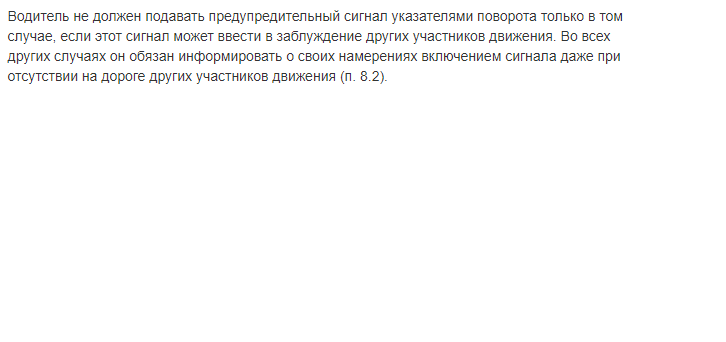 Водитель не должен подавать предупредительный сигнал указателями поворота только в том
случае, если этот сигнал может ввести в заблуждение других участников движения. Во всех
других случаях он обязан информировать о своих намерениях включением сигнала даже при
отсутствии на дороге других участников движения (п. 8.2).